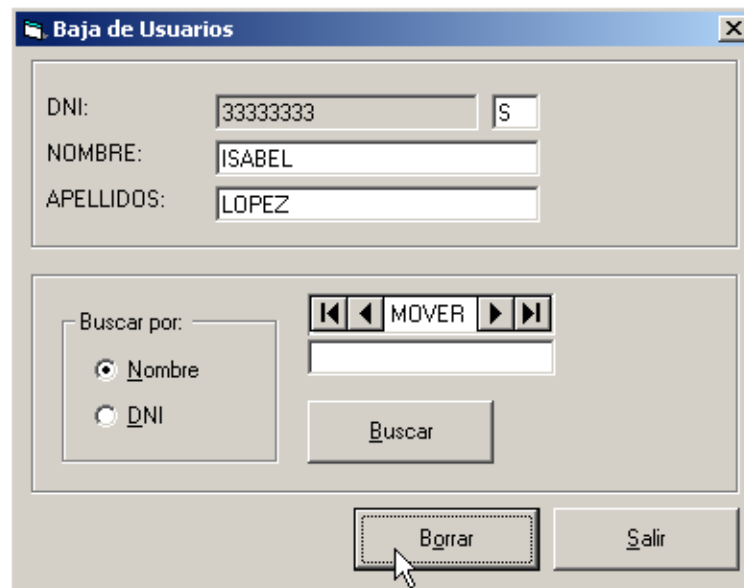 Baja de Usuarios
DNI: 33333333 S
NOMBRE: ISABEL
APELLIDOS: LOPEZ
MOVER
Buscar por:
Nombre
DNI
Buscar
Borrar Salir